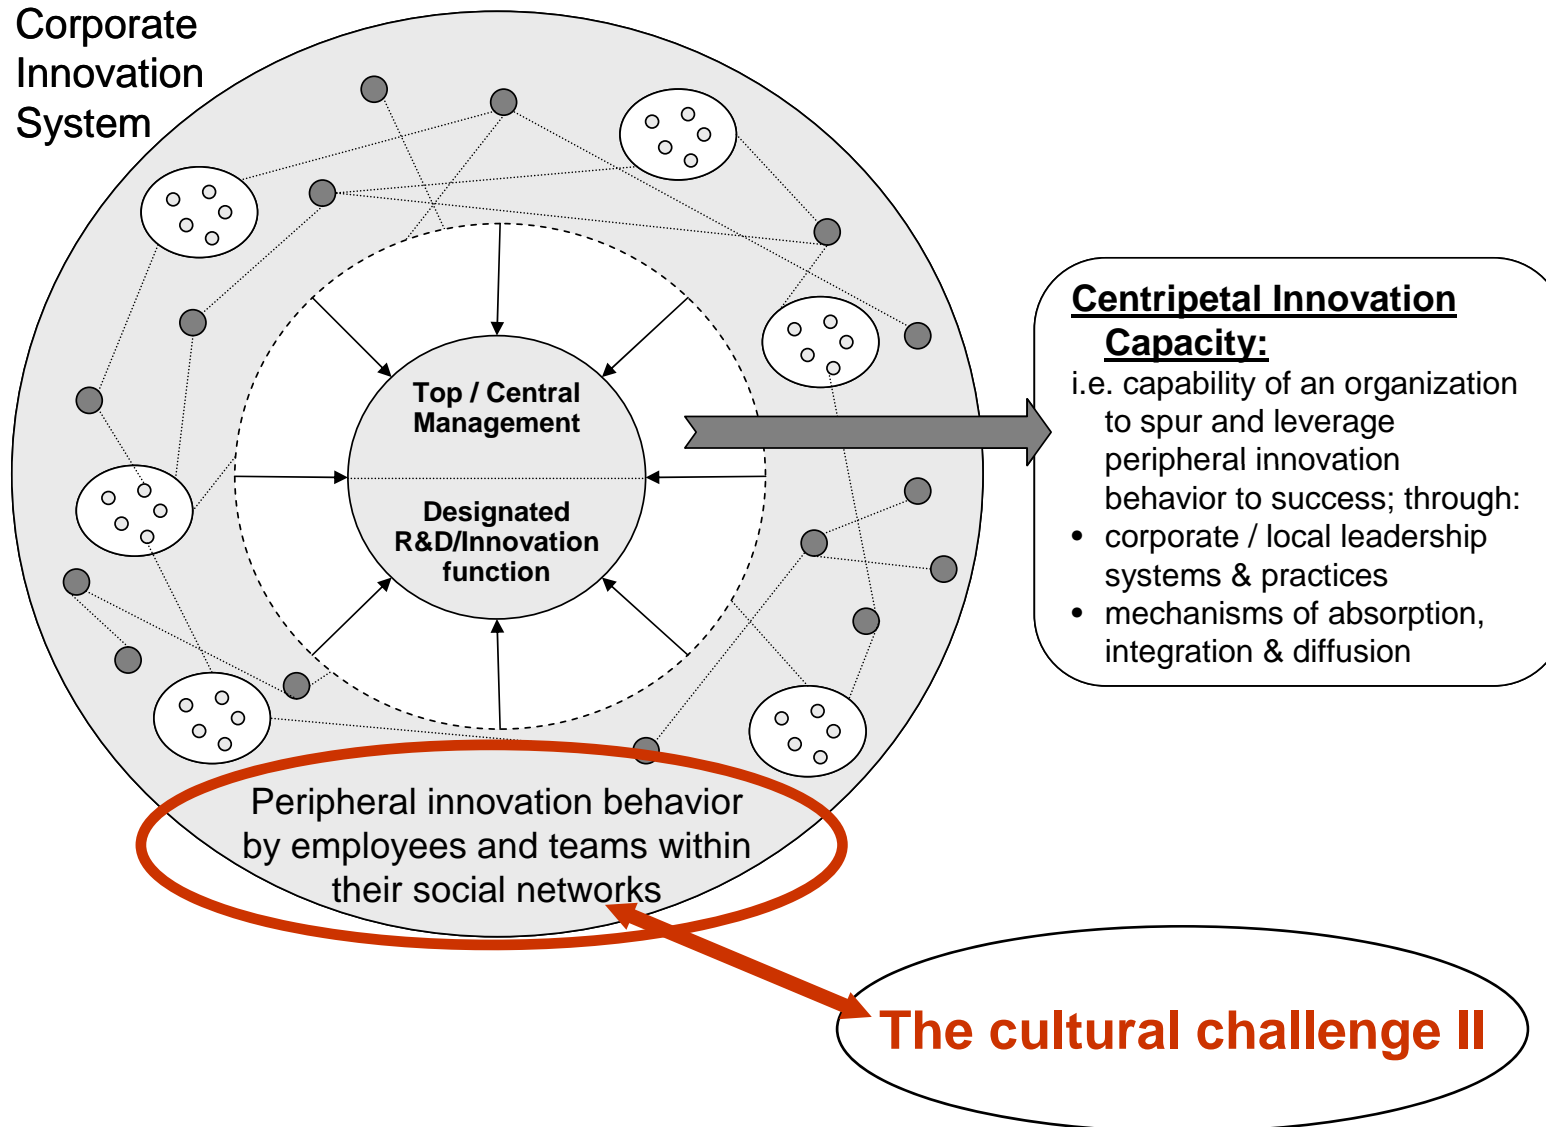 Corporate
Innovation
System
Top / Central
Management
Designated
R&D/Innovation
function
Centripetal Innovation
Capacity:
i.e. capability of an organization
to spur and leverage
peripheral innovation
behavior to success; through:
• corporate / local leadership
systems & practices
• mechanisms of absorption,
integration & diffusion
Peripheral innovation behavior
by employees and teams within
their social networks
The cultural challenge II